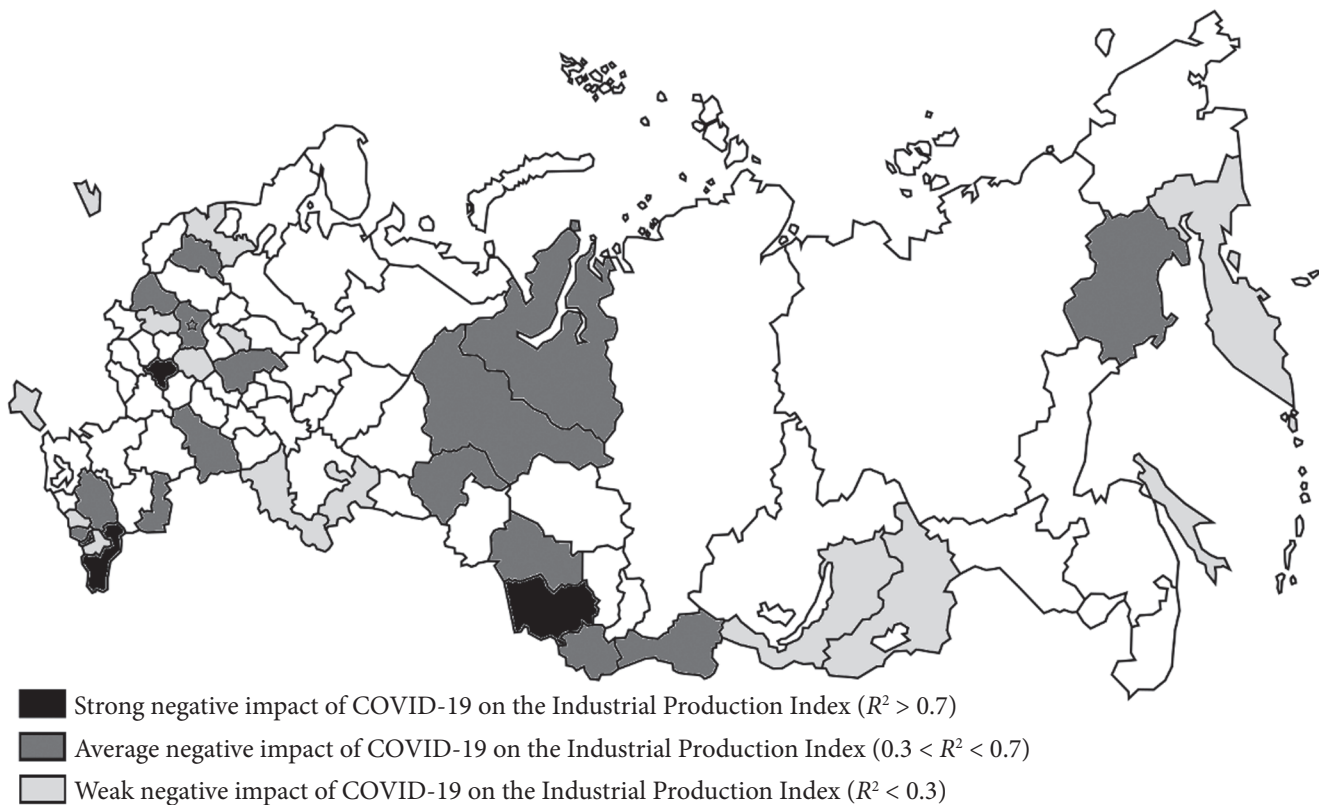 Strong negative impact of COVID-19 on the Industrial Production Index (R² > 0.7)
Average negative impact of COVID-19 on the Industrial Production Index (0.3 < R² < 0.7)
Weak negative impact of COVID-19 on the Industrial Production Index (R² < 0.3)